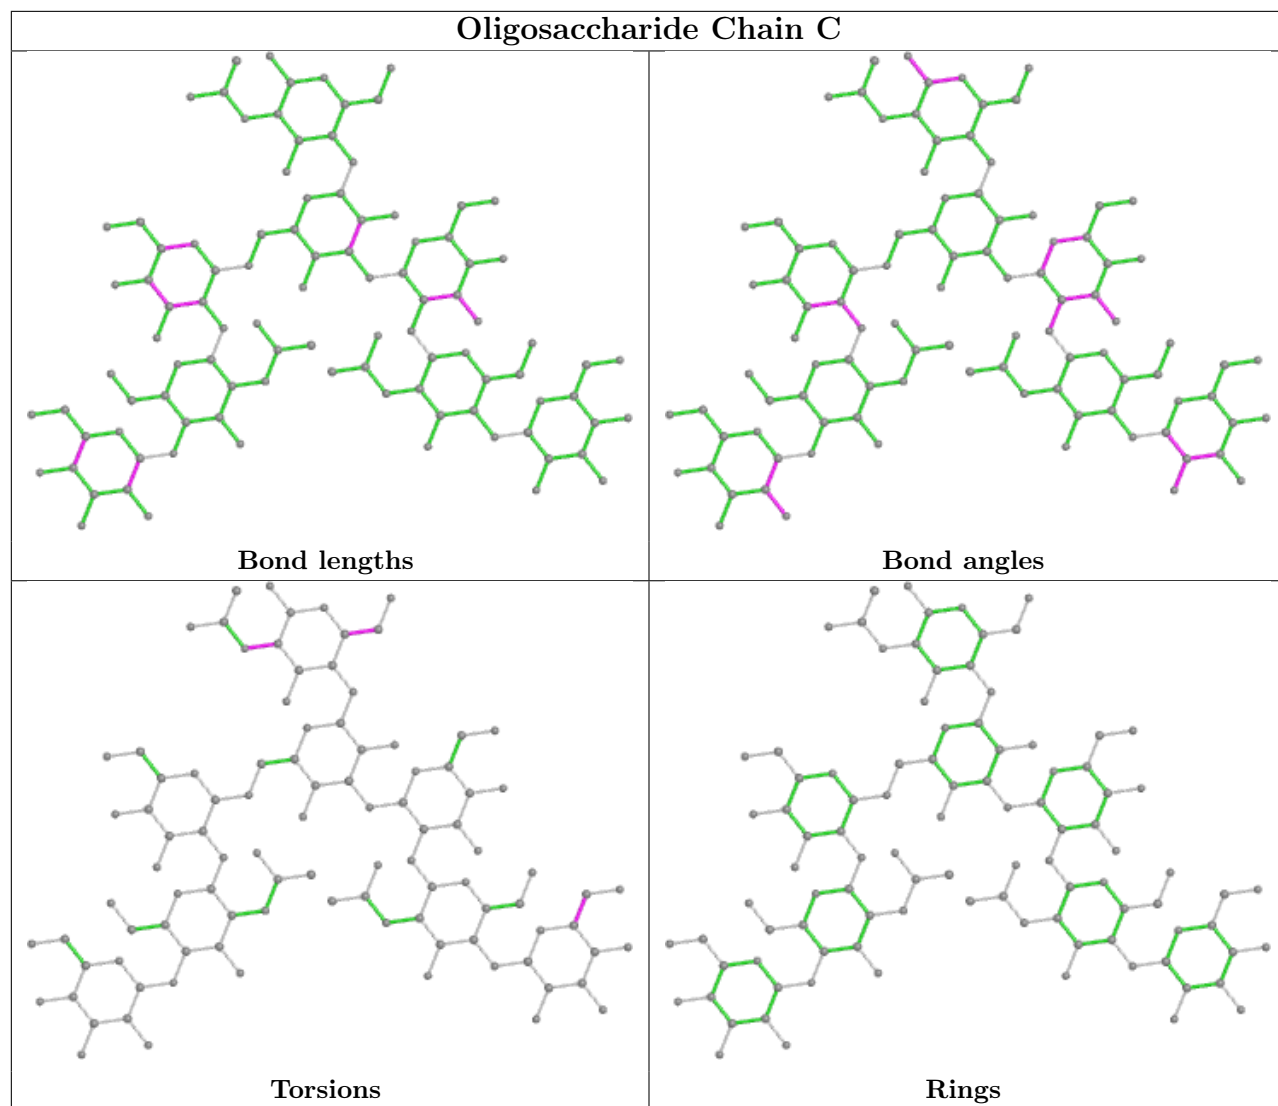 Oligosaccharide Chain C
Bond lengths
Bond angles
Torsions
Rings